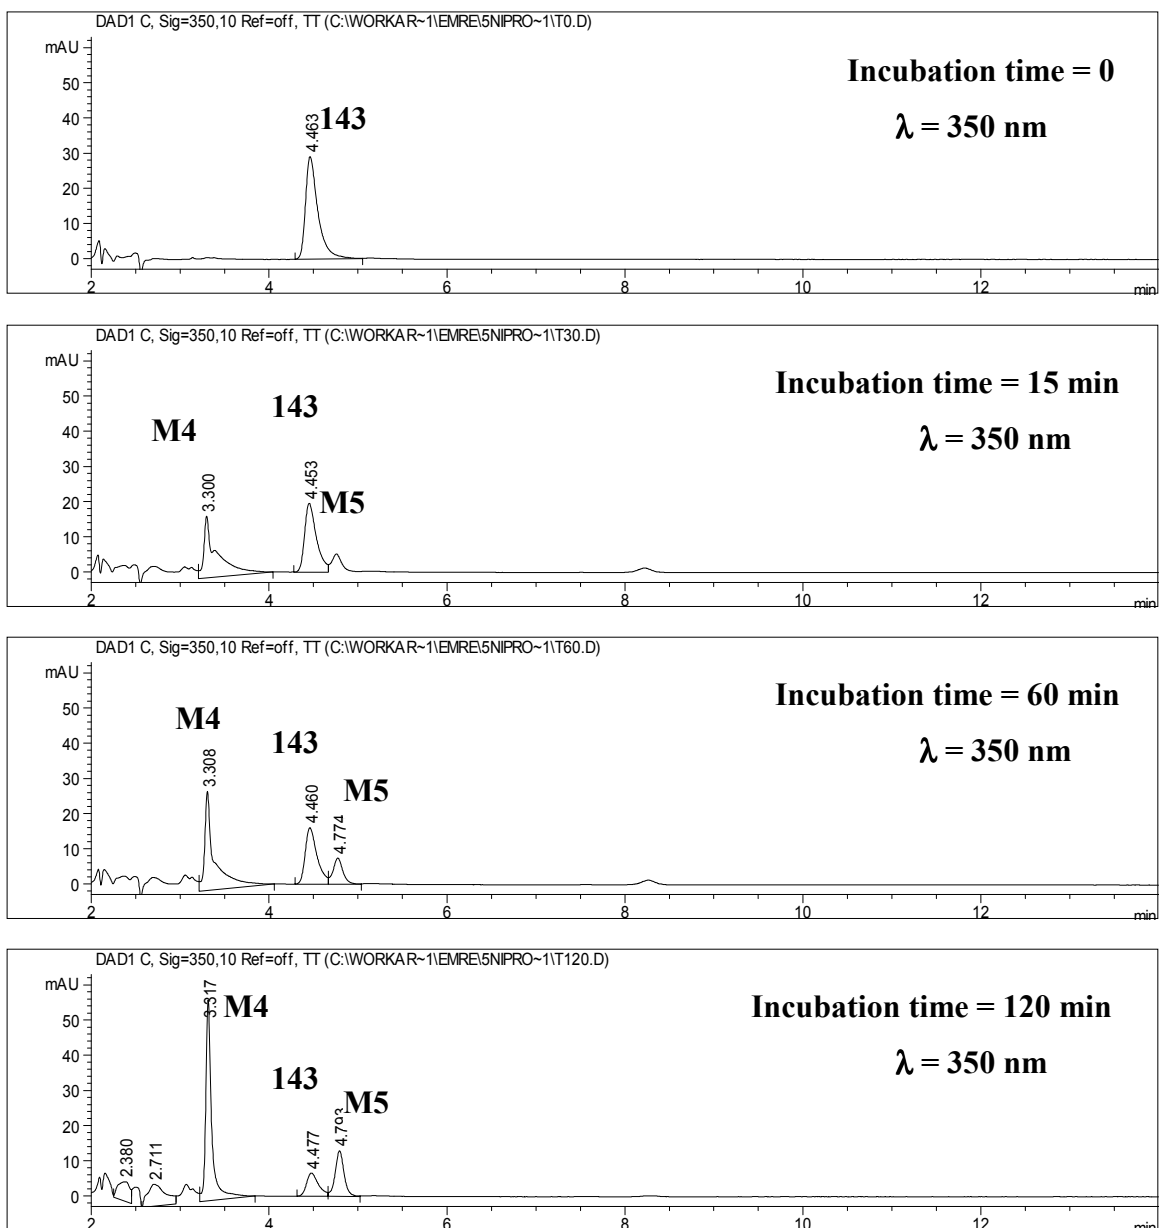 DAD1 C, Sig=350,10 Ref=off, TT (C:\WORKAR~1\EMRE\5NIPRO~1\T0.D)
mAU
Incubation time = 0
λ = 350 nm
143
4.463
50
40
30
20
10
0
2 4 6 8 10 12 min
DAD1 C, Sig=350,10 Ref=off, TT (C:\WORKAR~1\EMRE\5NIPRO~1\T30.D)
mAU
Incubation time = 15 min
λ = 350 nm
143
M4
M5
3.300
4.453
50
40
30
20
10
0
2 4 6 8 10 12 min
DAD1 C, Sig=350,10 Ref=off, TT (C:\WORKAR~1\EMRE\5NIPRO~1\T60.D)
mAU
Incubation time = 60 min
λ = 350 nm
M4
143
M5
3.308
4.460
4.774
50
40
30
20
10
0
2 4 6 8 10 12 min
DAD1 C, Sig=350,10 Ref=off, TT (C:\WORKAR~1\EMRE\5NIPRO~1\T120.D)
mAU
Incubation time = 120 min
λ = 350 nm
M4
143
M5
2.380
2.711
3.317
4.477
4.793
50
40
30
20
10
0
2 4 6 8 10 12 min